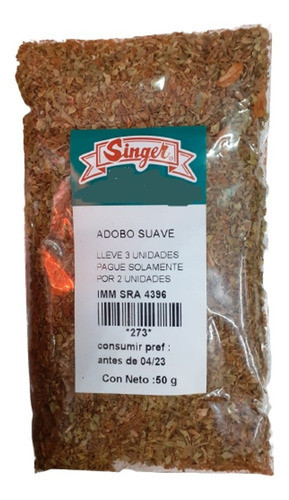 Singer
ADOBO SUAVE
LLEVE 3 UNIDADES
PAGUE SOLAMENTE
POR 2 UNIDADES
IMM SRA 4396
*273*
consumir pref :
antes de 04/23
Con Neto :50 g